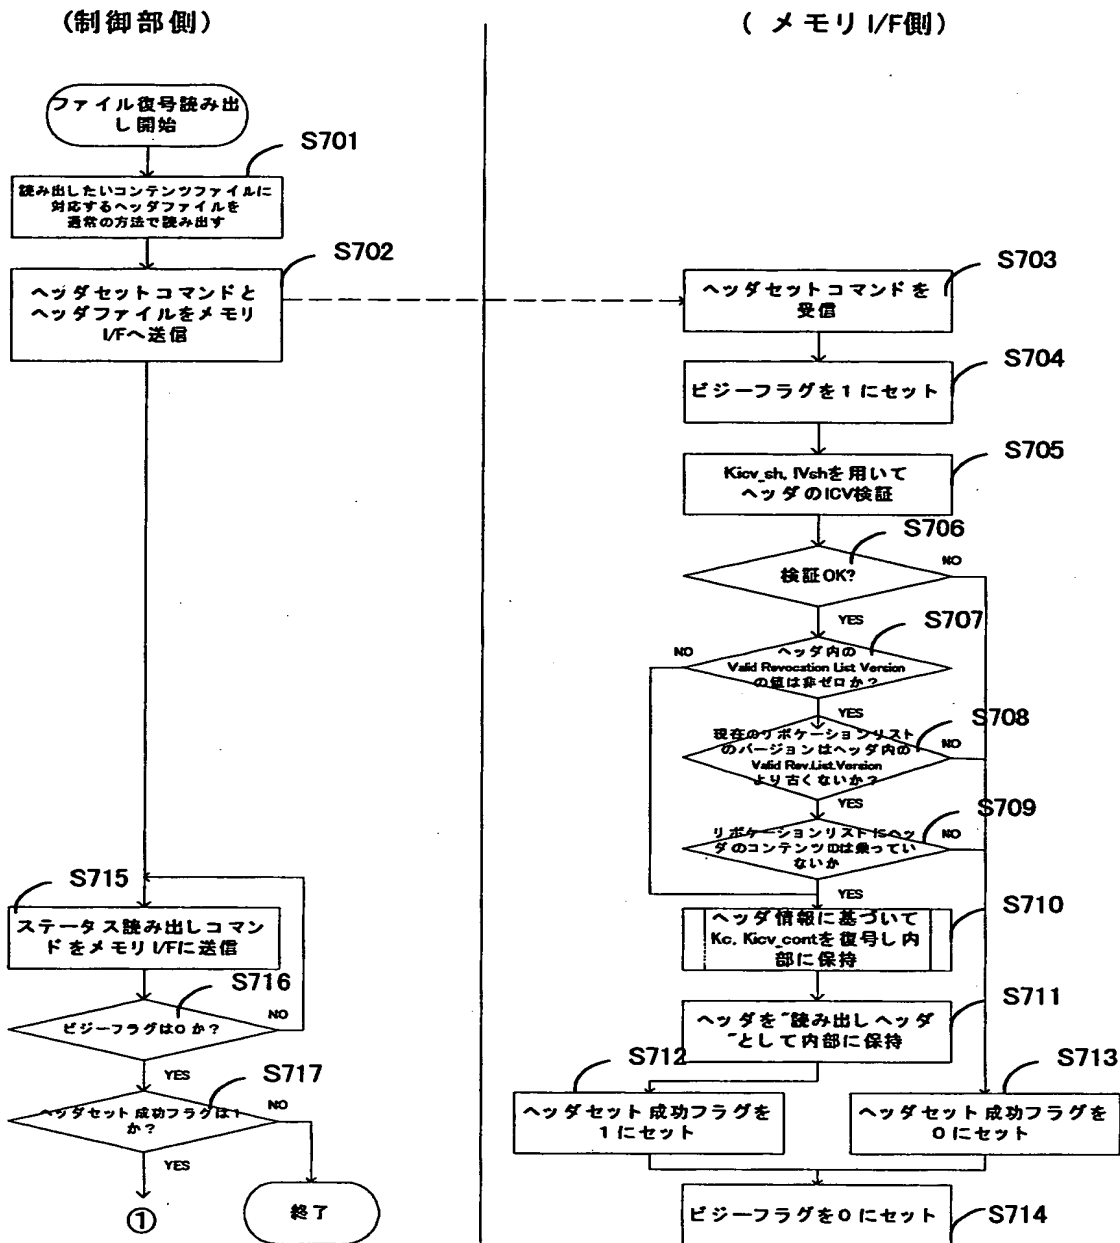 (制御部側)
(メモリI/F側)
ファイル復号読み出
し開始
S701
読み出したいコンテンツファイルに
対応するヘッダファイルを
通常の方法で読み出す
S702
ヘッダセットコマンドと
ヘッダファイルをメモリ
I/Fへ送信
S703
ヘッダセットコマンドを
受信
S704
ビジーフラグを1にセット
S705
Kicv_sh, IVshを用いて
ヘッダのICV検証
S706
検証OK?
NO
YES
S707
ヘッダ内の
Valid Revocation List Version
の値は非ゼロか?
NO
YES
S708
現在のリボケーションリスト
のバージョンはヘッダ内の
Valid Rev.List.Version
より古くないか?
NO
YES
S709
リボケーションリストにヘッ
ダのコンテンツIDは乗ってい
ないか
NO
YES
S710
ヘッダ情報に基づいて
Kc, Kicv_contを復号し内
部に保持
S711
ヘッダを"読み出しヘッダ
"として内部に保持
S712
ヘッダセット成功フラグを
1にセット
S713
ヘッダセット成功フラグを
0にセット
S714
ビジーフラグを0にセット
S715
ステータス読み出しコマン
ドをメモリI/Fに送信
S716
ビジーフラグは0か?
NO
YES
S717
ヘッダセット成功フラグは1
か?
NO
YES
①
終了